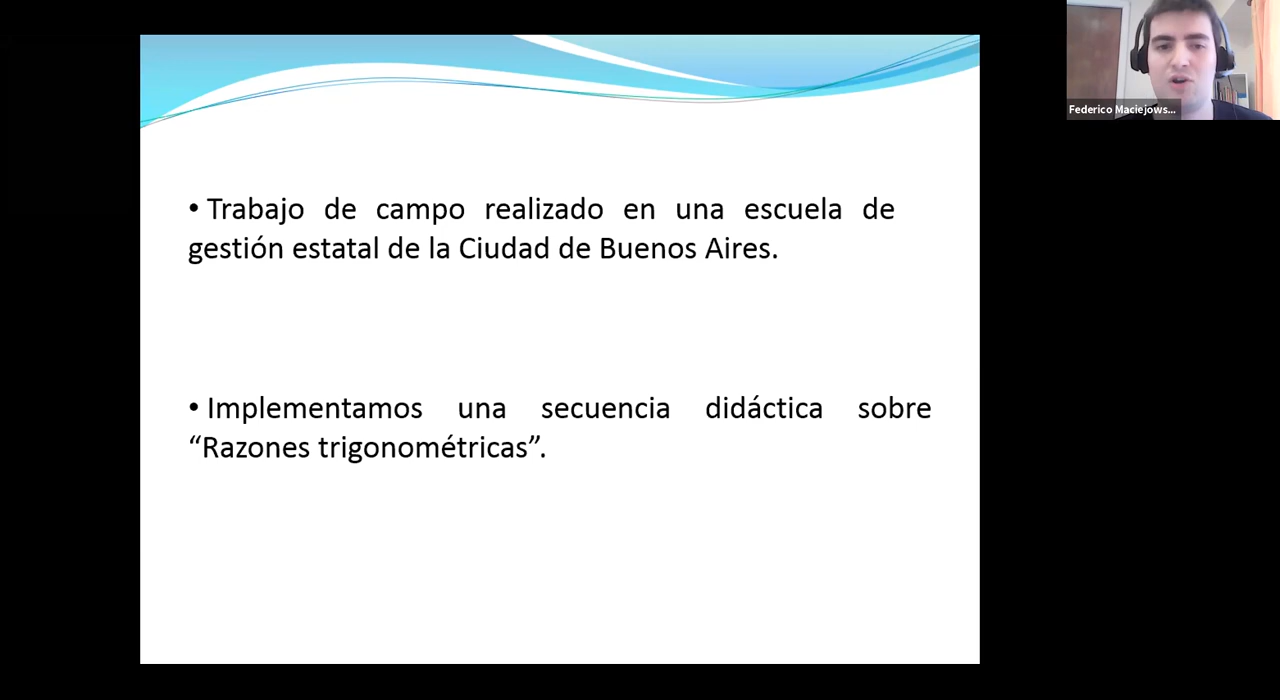 Federico Maciejows...
• Trabajo de campo realizado en una escuela de
gestión estatal de la Ciudad de Buenos Aires.
• Implementamos una secuencia didáctica sobre
“Razones trigonométricas”.